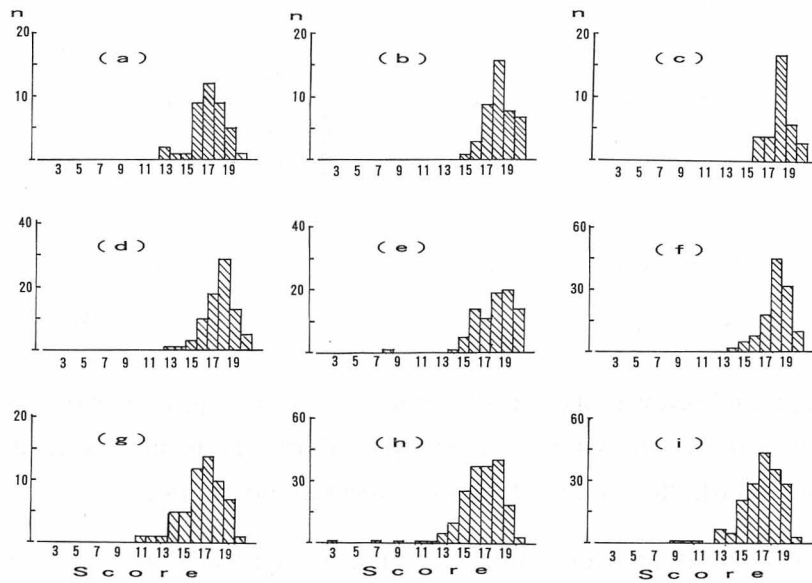 n n
20 20 20
( a ) ( b ) ( c )
10 10 10
3 5 7 9 11 13 15 17 19 3 5 7 9 11 13 15 17 19 3 5 7 9 11 13 15 17 19
40 40 60
( d ) ( e ) ( f )
20 20 30
3 5 7 9 11 13 15 17 19 3 5 7 9 11 13 15 17 19 3 5 7 9 11 13 15 17 19
20 60 60
( g ) ( h ) ( i )
10 30 30
3 5 7 9 11 13 15 17 19 3 5 7 9 11 13 15 17 19 3 5 7 9 11 13 15 17 19
Score Score Score